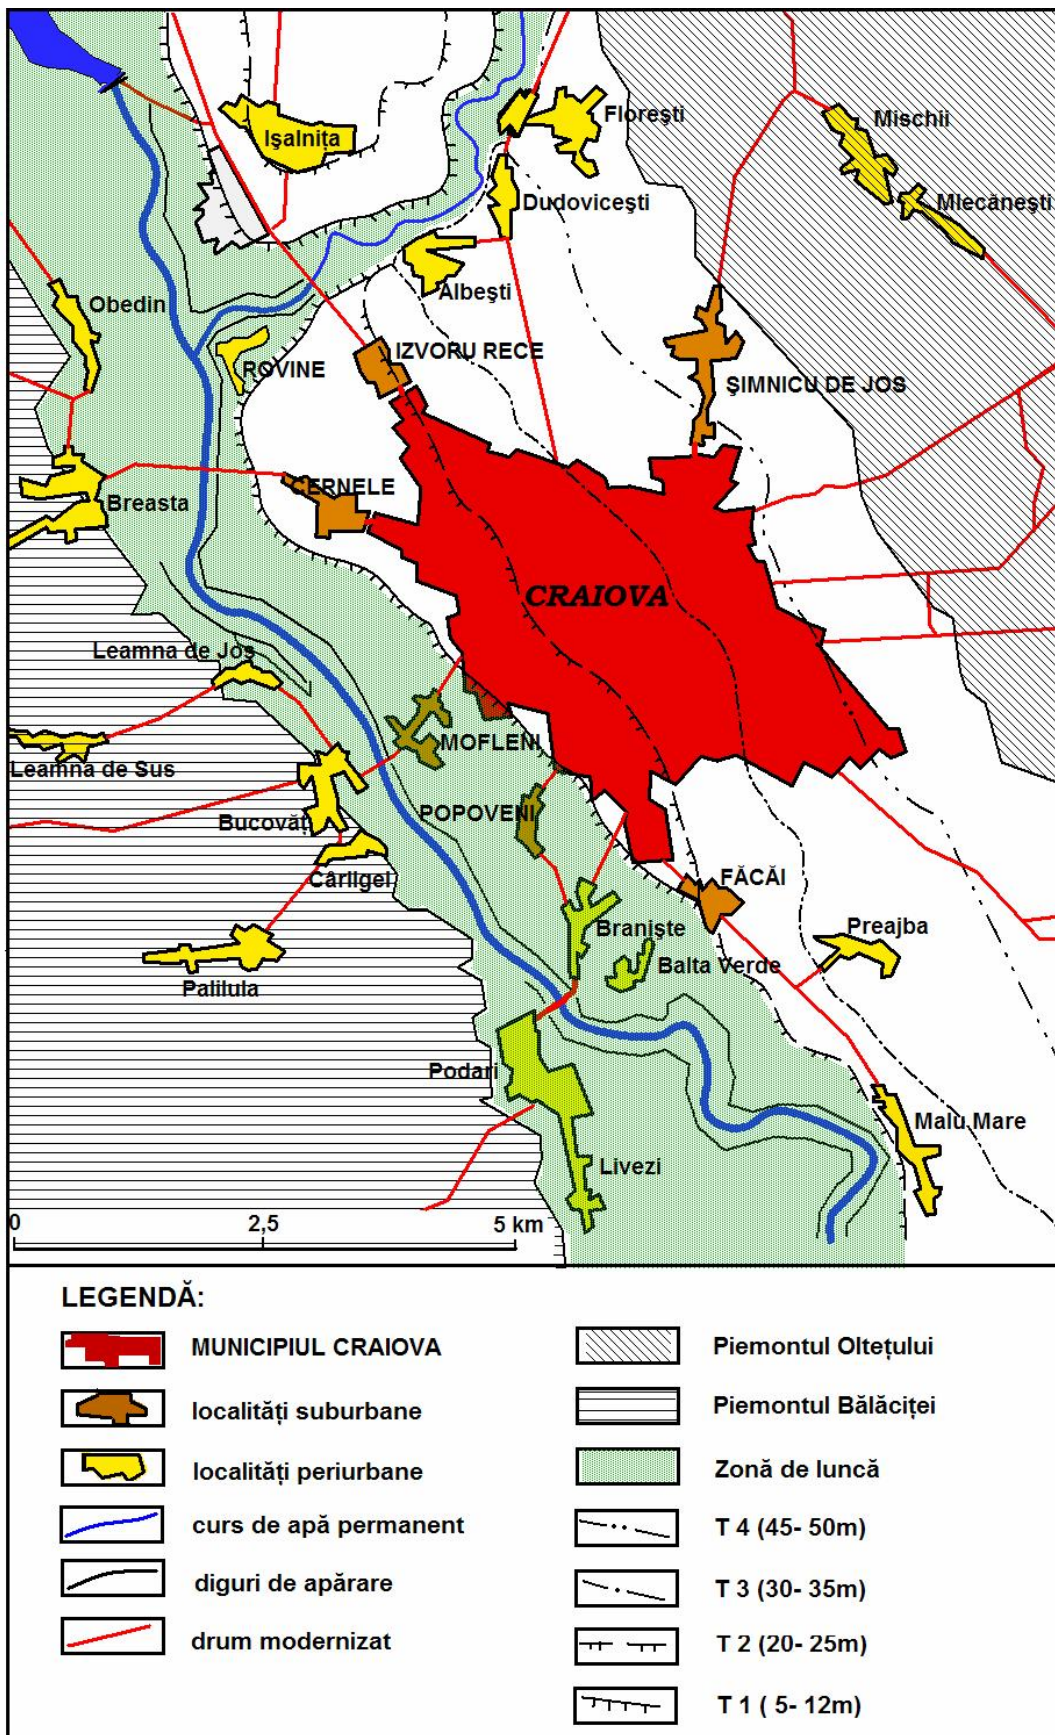 Işalniţa
Floreşti
Mischii
Mlecăneşti
Dudoviceşti
Albeşti
Obedin
ROVINE
IZVORU RECE
ŞIMNICU DE JOS
Breasta
CERNELE
CRAIOVA
Leamna de Jos
Leamna de Sus
MOFLENI
Bucovăţ
POPOVENI
Cârligei
FĂCĂI
Branişte
Preajba
Balta Verde
Palilula
Podari
Malu Mare
Livezi
0 2,5 5 km
LEGENDĂ:
MUNICIPIUL CRAIOVA
localităţi suburbane
localităţi periurbane
curs de apă permanent
diguri de apărare
drum modernizat
Piemontul Olteţului
Piemontul Bălăciţei
Zonă de luncă
T 4 (45- 50m)
T 3 (30- 35m)
T 2 (20- 25m)
T 1 ( 5- 12m)